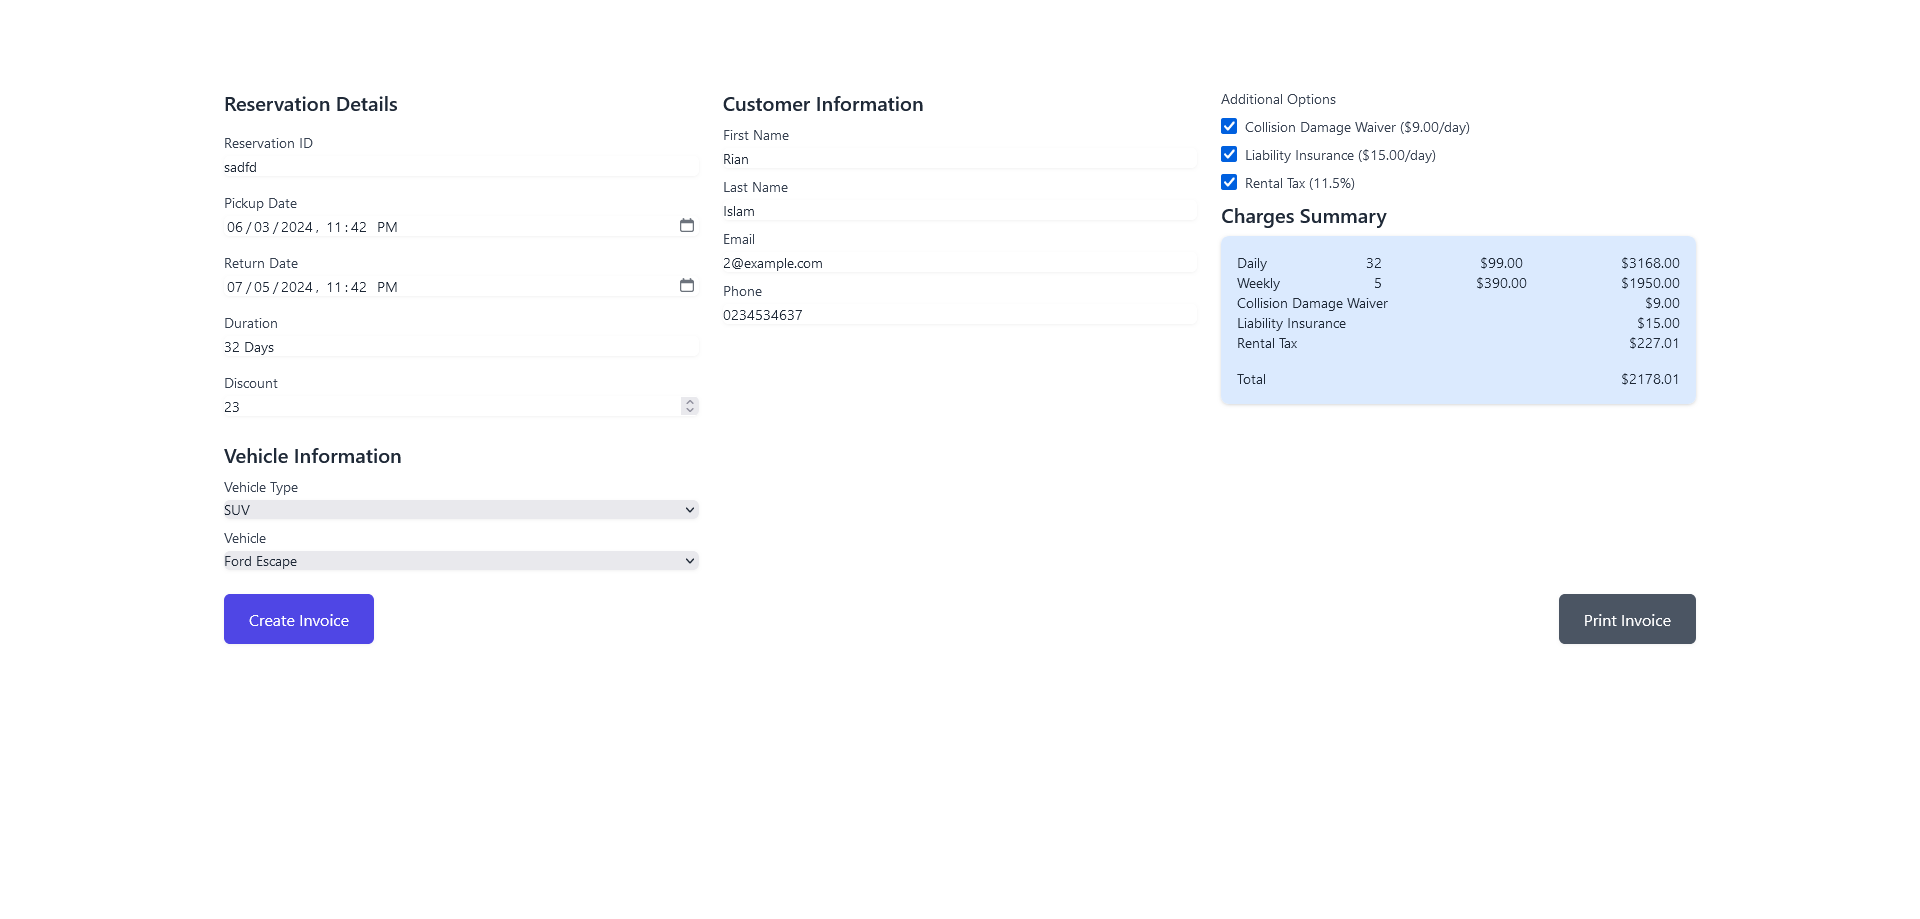 Reservation Details
Reservation ID
sadfd
Pickup Date
06/03/2024, 11:42 PM
Return Date
07/05/2024, 11:42 PM
Duration
32 Days
Discount
23
Vehicle Information
Vehicle Type
SUV
Vehicle
Ford Escape
Create Invoice
Customer Information
First Name
Rian
Last Name
Islam
Email
2@example.com
Phone
0234534637
Additional Options
Collision Damage Waiver ($9.00/day)
Liability Insurance ($15.00/day)
Rental Tax (11.5%)
Charges Summary
Daily 32 $99.00 $3168.00
Weekly 5 $390.00 $1950.00
Collision Damage Waiver $9.00
Liability Insurance $15.00
Rental Tax $227.01
Total $2178.01
Print Invoice